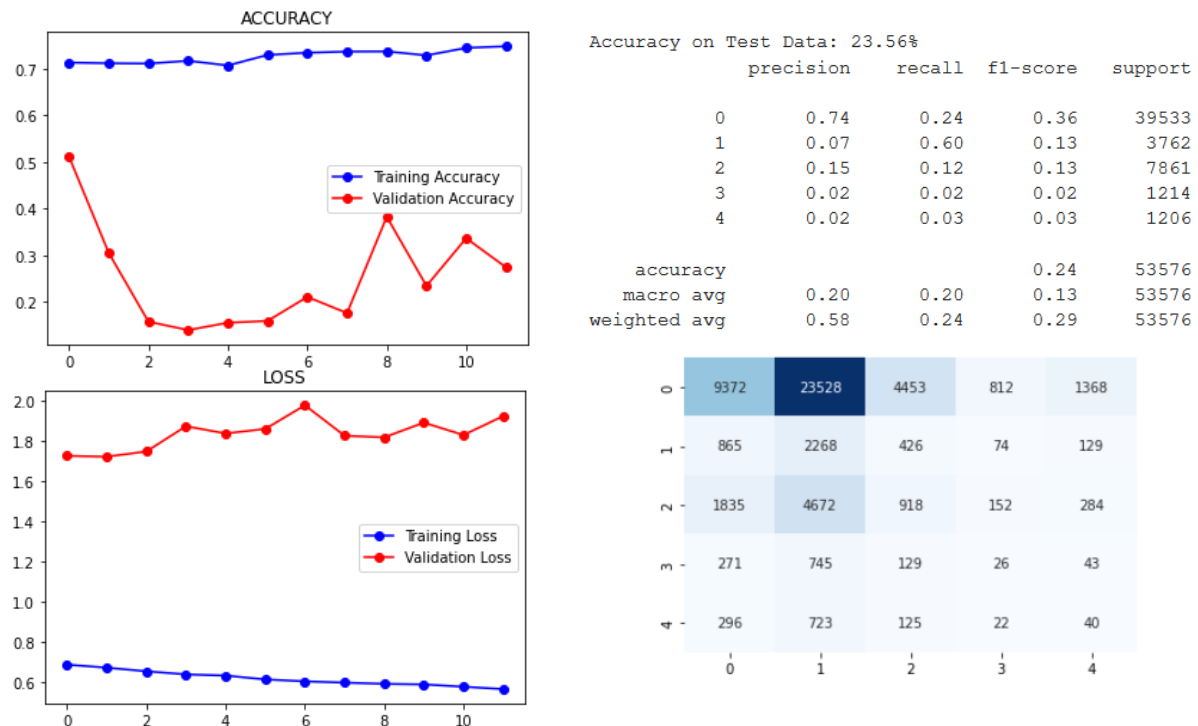 ACCURACY
0.7
0.6
0.5
0.4
0.3
0.2
Training Accuracy
Validation Accuracy
0 2 4 6 8 10
LOSS
2.0
1.8
1.6
1.4
1.2
1.0
0.8
0.6
Training Loss
Validation Loss
0 2 4 6 8 10
Accuracy on Test Data: 23.56%
precision recall f1-score support
0 0.74 0.24 0.36 39533
1 0.07 0.60 0.13 3762
2 0.15 0.12 0.13 7861
3 0.02 0.02 0.02 1214
4 0.02 0.03 0.03 1206
accuracy 0.24 53576
macro avg 0.20 0.20 0.13 53576
weighted avg 0.58 0.24 0.29 53576
0 9372 23528 4453 812 1368
1 865 2268 426 74 129
2 1835 4672 918 152 284
3 271 745 129 26 43
4 296 723 125 22 40
0 1 2 3 4